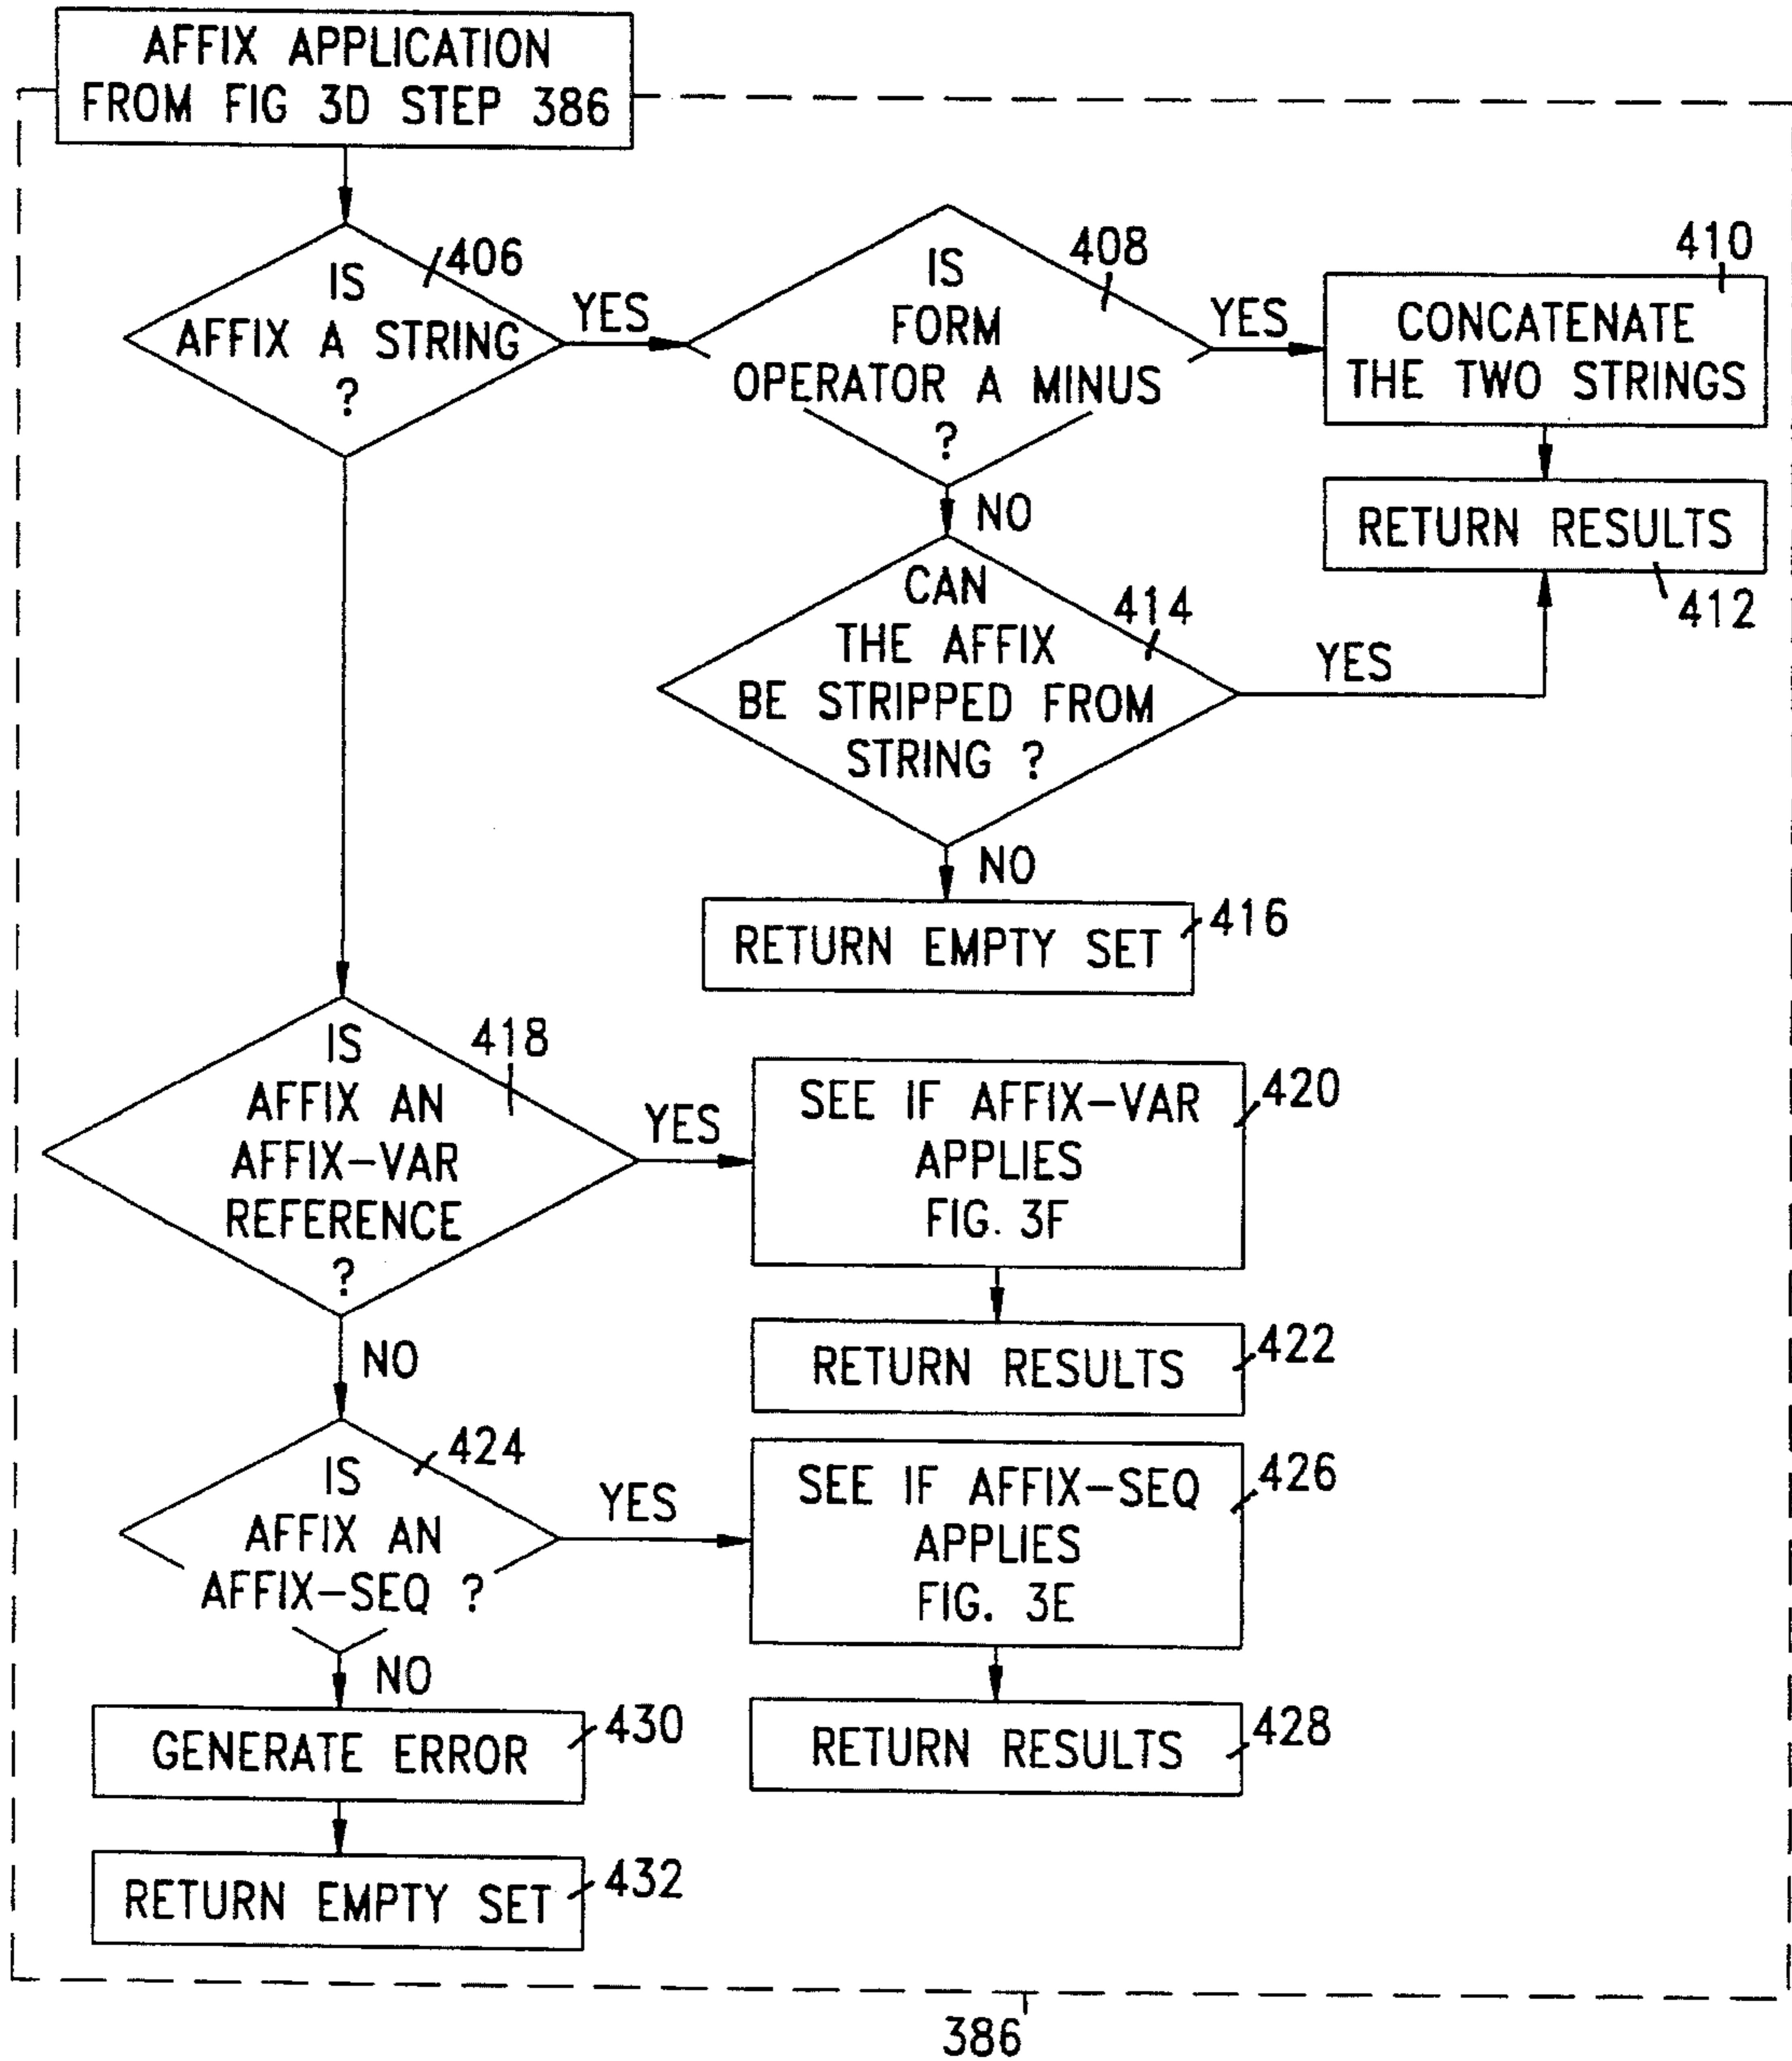 AFFIX APPLICATION
FROM FIG 3D STEP 386
406
IS
AFFIX A STRING
?
YES
408
IS
FORM
OPERATOR A MINUS
?
YES
410
CONCATENATE
THE TWO STRINGS
NO
RETURN RESULTS
412
CAN
THE AFFIX
BE STRIPPED FROM
STRING ?
414
YES
NO
RETURN EMPTY SET
416
IS
AFFIX AN
AFFIX-VAR
REFERENCE
?
418
YES
SEE IF AFFIX-VAR
APPLIES
FIG. 3F
420
RETURN RESULTS
422
NO
IS
AFFIX AN
AFFIX-SEQ ?
424
YES
SEE IF AFFIX-SEQ
APPLIES
FIG. 3E
426
RETURN RESULTS
428
NO
GENERATE ERROR
430
RETURN EMPTY SET
432
386